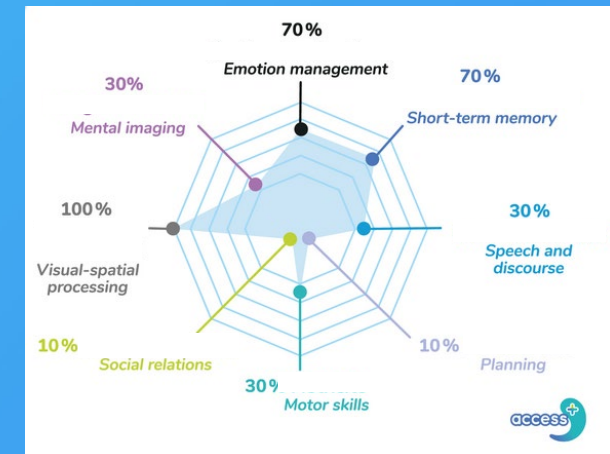 70%
Emotion management
30%
Mental imaging
70%
Short-term memory
100%
Visual-spatial
processing
30%
Speech and
discourse
10%
Social relations
10%
Planning
30%
Motor skills
access+